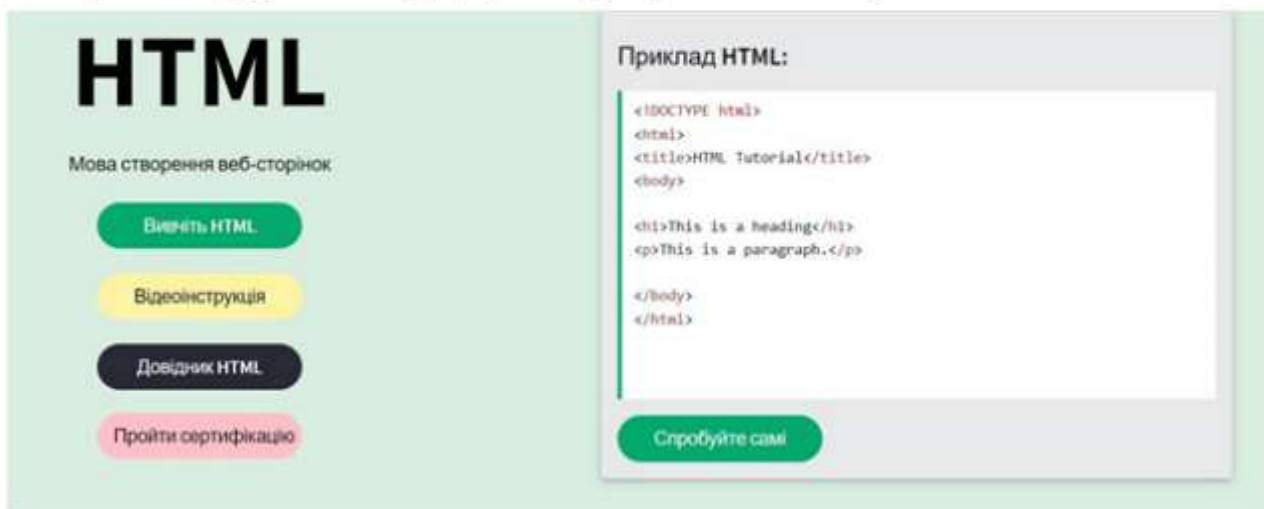 HTML
Мова створення веб-сторінок
Вивчіть HTML
Відеоінструкція
Довідник HTML
Пройти сертифікацію
Приклад HTML:
<!DOCTYPE html>
<html>
<title>HTML Tutorial</title>
<body>
<h1>This is a heading</h1>
<p>This is a paragraph.</p>
</body>
</html>
Спробуйте самі